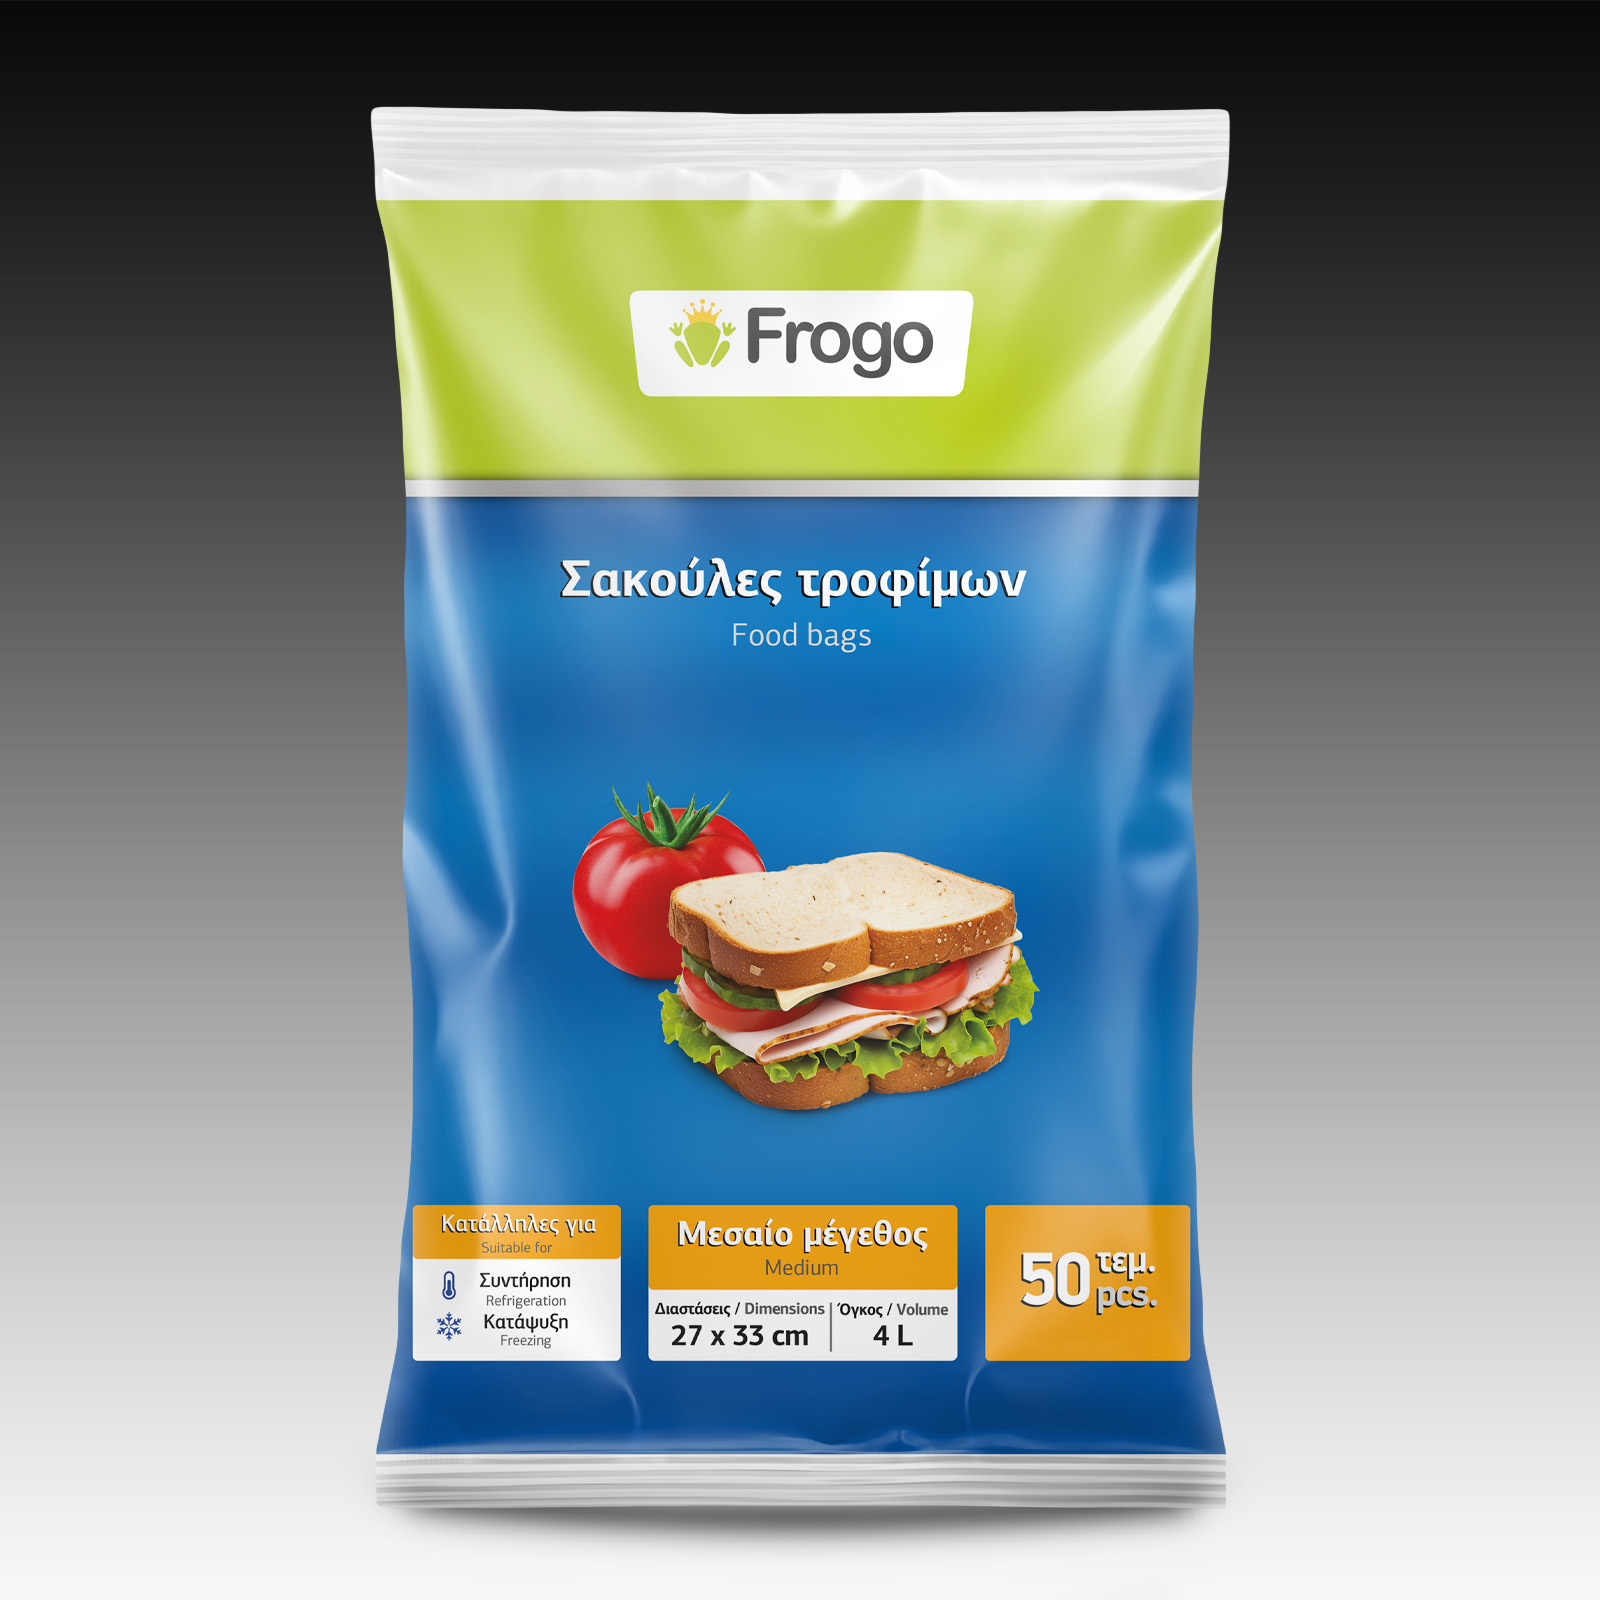 Frogo
Σακούλες τροφίμων
Food bags
Κατάλληλες για
Suitable for
Συντήρηση
Refrigeration
Κατάψυξη
Freezing
Μεσαίο μέγεθος
Medium
Διαστάσεις / Dimensions | Όγκος / Volume
27 x 33 cm | 4 L
50 τεμ.
pcs.